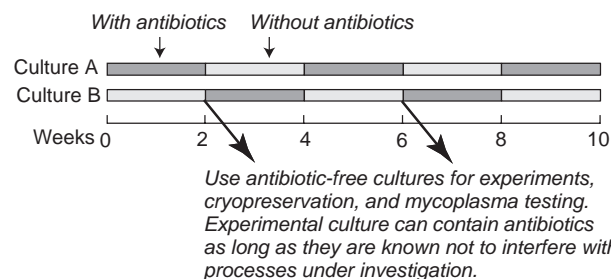 With antibiotics Without antibiotics
Culture A
Culture B
Weeks 0 2 4 6 8 10
Use antibiotic-free cultures for experiments,
cryopreservation, and mycoplasma testing.
Experimental culture can contain antibiotics
as long as they are known not to interfere with
processes under investigation.